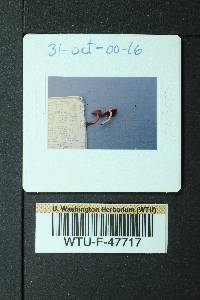 31-Oct-00-16
U. Washington Herbarium (WTU)
WTU-F-47717